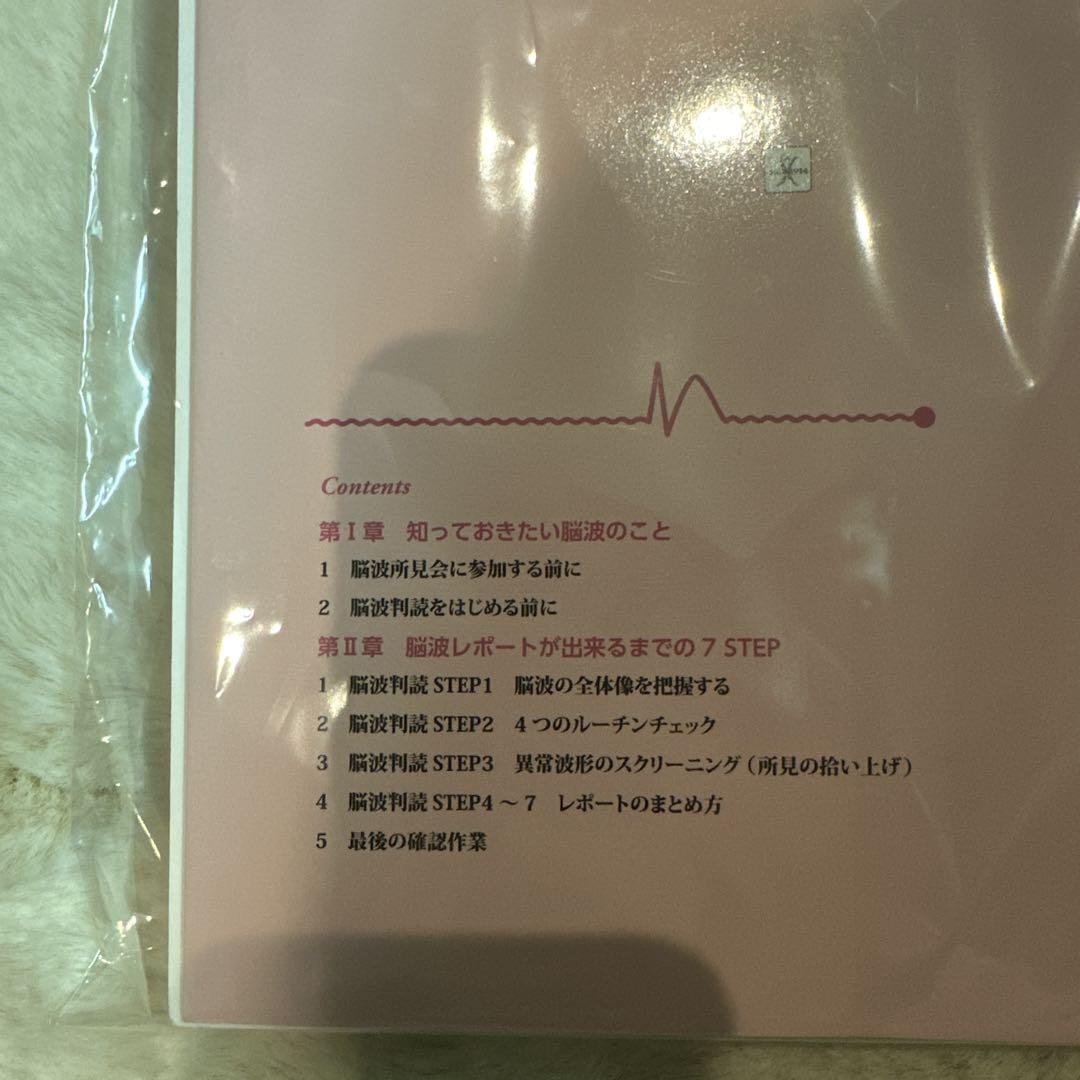 Contents
第Ⅰ章　知っておきたい脳波のこと
1　脳波所見会に参加する前に
2　脳波判読をはじめる前に
第Ⅱ章　脳波レポートが出来るまでの 7 STEP
1　脳波判読 STEP1　脳波の全体像を把握する
2　脳波判読 STEP2　4 つのルーチンチェック
3　脳波判読 STEP3　異常波形のスクリーニング（所見の拾い上げ）
4　脳波判読 STEP4 〜 7　レポートのまとめ方
5　最後の確認作業